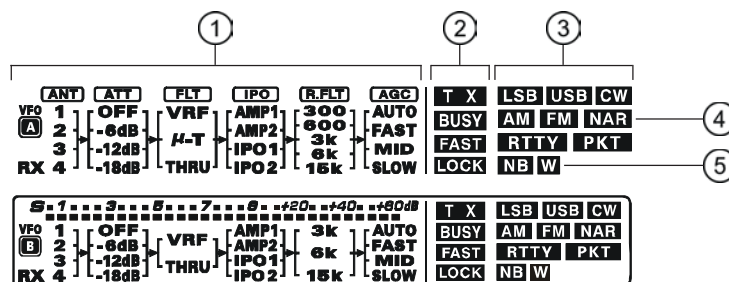 ① ② ③
ANT ATT FLT IPO R.FLT AGC
VFO A 1 OFF VRF AMP1 300 AUTO
2 -6dB μ-T AMP2 600 FAST
3 -12dB IPO1 3k MID
RX 4 -18dB THRU IPO2 6k SLOW
15k
TX LSB USB CW
BUSY AM FM NAR ④
FAST RTTY PKT
LOCK NB W ⑤
S 1 3 5 7 9 +20 +40 +60dB
VFO B 1 OFF VRF AMP1 3k AUTO
2 -6dB AMP2 6k FAST
3 -12dB THRU IPO1 MID
RX 4 -18dB IPO2 15k SLOW
TX LSB USB CW
BUSY AM FM NAR
FAST RTTY PKT
LOCK NB W